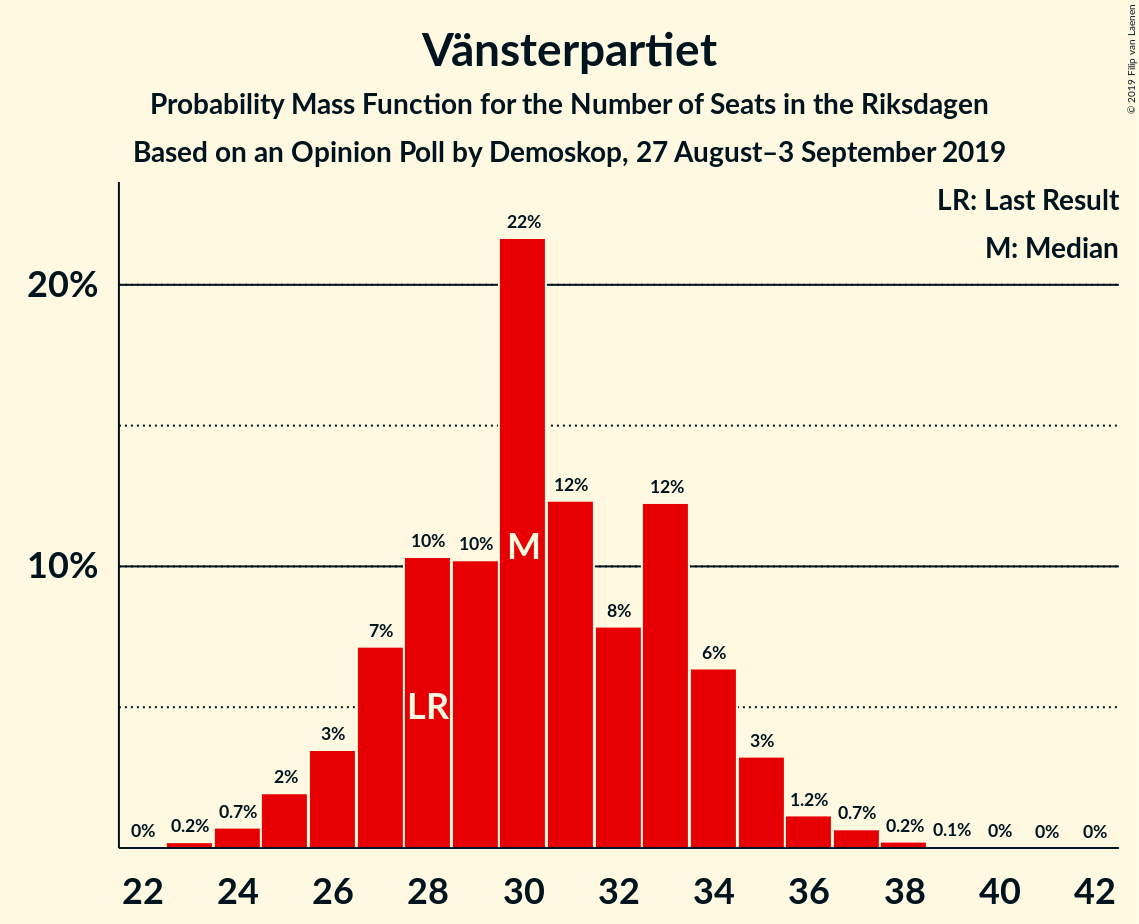 Vänsterpartiet
Probability Mass Function for the Number of Seats in the Riksdagen
Based on an Opinion Poll by Demoskop, 27 August–3 September 2019
© 2019 Filip van Laenen
LR: Last Result
M: Median
20%
10%
0%
0.2%
0.7%
2%
3%
7%
10%
10%
22%
12%
8%
12%
6%
3%
1.2%
0.7%
0.2%
0.1%
0%
0%
0%
LR
M
22 24 26 28 30 32 34 36 38 40 42